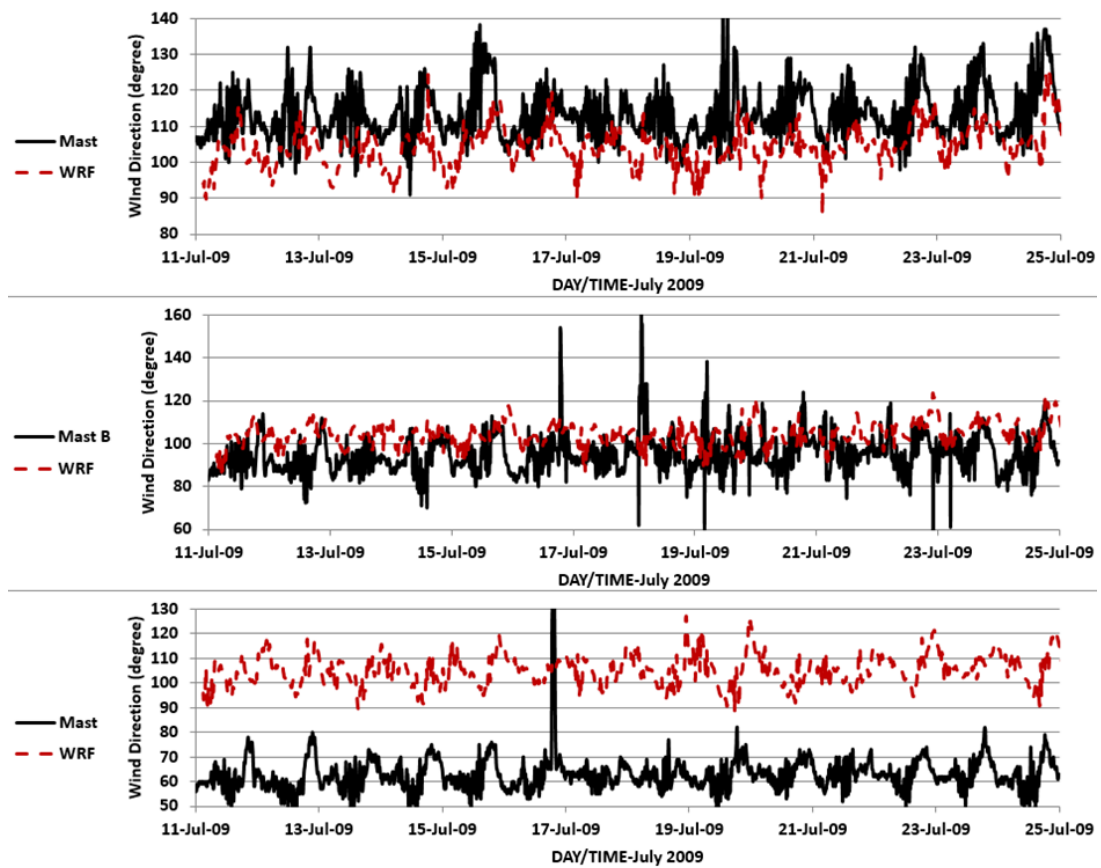 140
130
120
110
100
90
80
WInd Direction (degree)
Mast
WRF
11-Jul-09 13-Jul-09 15-Jul-09 17-Jul-09 19-Jul-09 21-Jul-09 23-Jul-09 25-Jul-09
DAY/TIME-July 2009
160
140
120
100
80
60
Wind Direction (degree)
Mast B
WRF
11-Jul-09 13-Jul-09 15-Jul-09 17-Jul-09 19-Jul-09 21-Jul-09 23-Jul-09 25-Jul-09
DAY/TIME-July 2009
130
120
110
100
90
80
70
60
50
Wind Direction (degree)
Mast
WRF
11-Jul-09 13-Jul-09 15-Jul-09 17-Jul-09 19-Jul-09 21-Jul-09 23-Jul-09 25-Jul-09
DAY/TIME-July 2009